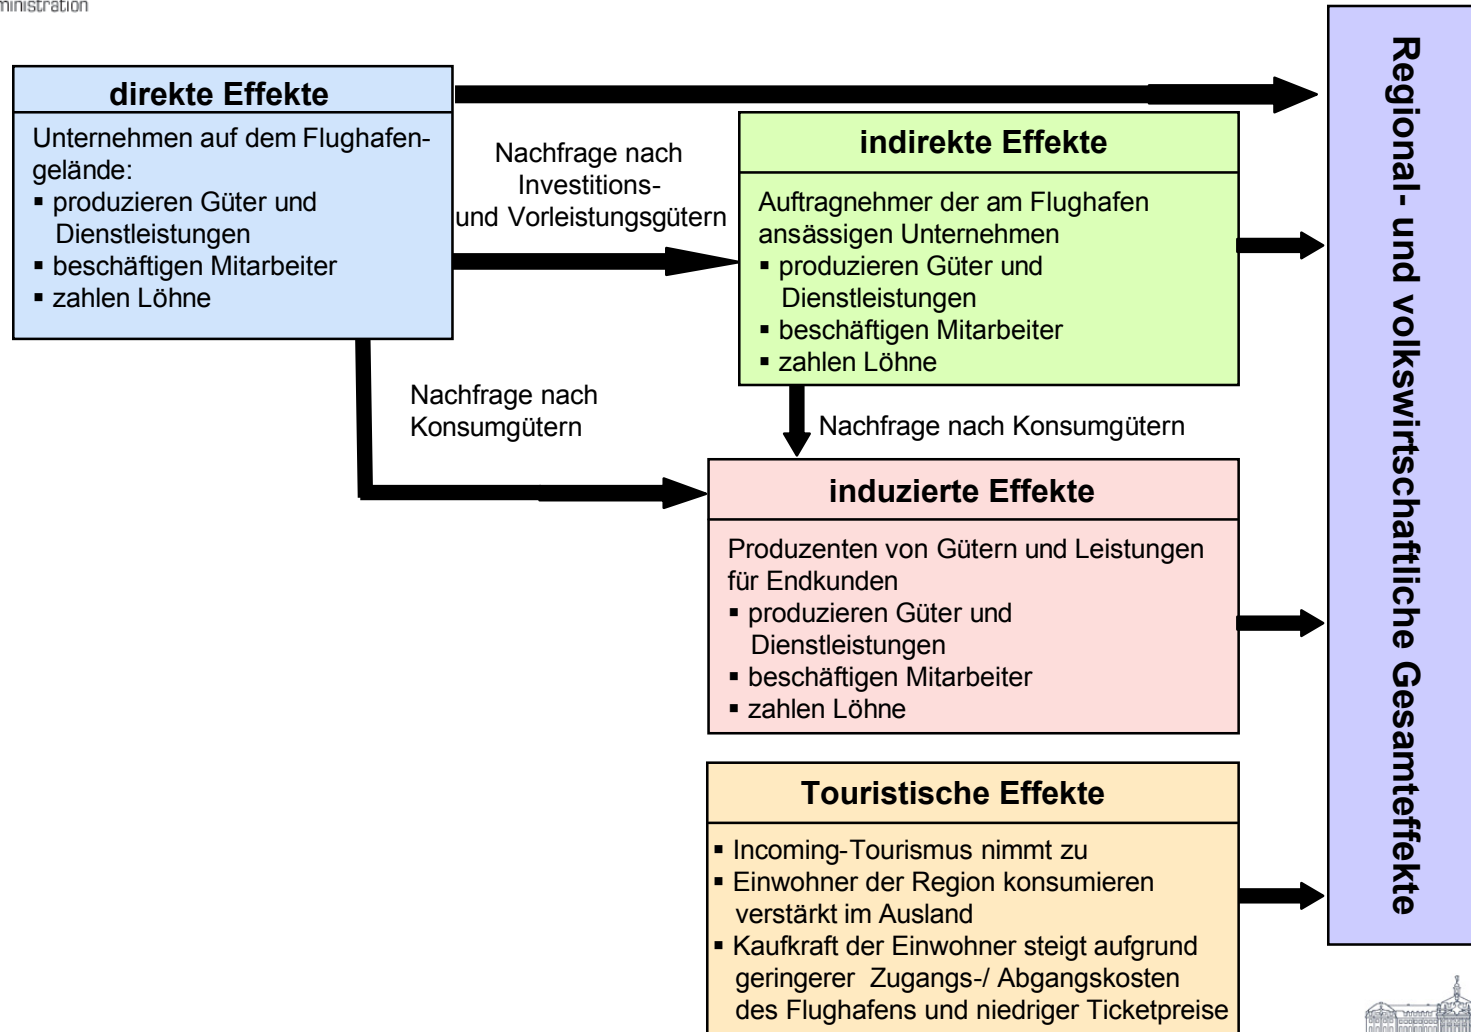 ministration
direkte Effekte
Unternehmen auf dem Flughafen-
gelände:
▪ produzieren Güter und
Dienstleistungen
▪ beschäftigen Mitarbeiter
▪ zahlen Löhne
Nachfrage nach
Investitions-
und Vorleistungsgütern
indirekte Effekte
Auftragnehmer der am Flughafen
ansässigen Unternehmen
▪ produzieren Güter und
Dienstleistungen
▪ beschäftigen Mitarbeiter
▪ zahlen Löhne
Nachfrage nach
Konsumgütern
Nachfrage nach Konsumgütern
induzierte Effekte
Produzenten von Gütern und Leistungen
für Endkunden
▪ produzieren Güter und
Dienstleistungen
▪ beschäftigen Mitarbeiter
▪ zahlen Löhne
Touristische Effekte
▪ Incoming-Tourismus nimmt zu
▪ Einwohner der Region konsumieren
verstärkt im Ausland
▪ Kaufkraft der Einwohner steigt aufgrund
geringerer Zugangs-/ Abgangskosten
des Flughafens und niedriger Ticketpreise
Regional- und volkswirtschaftliche Gesamteffekte